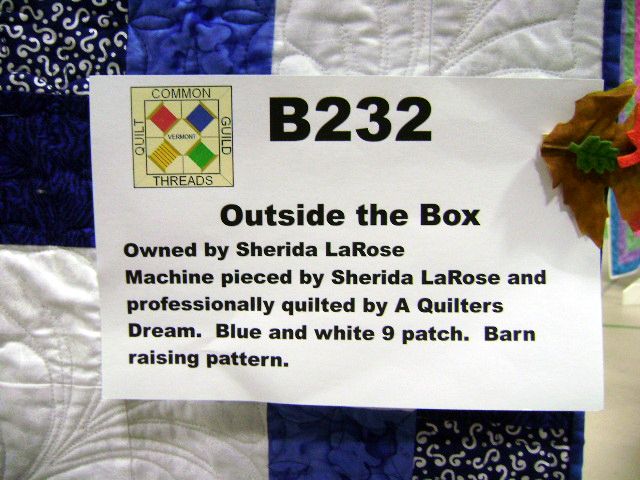 COMMON
QUILT
VERMONT
GUILD
THREADS
B232
Outside the Box
Owned by Sherida LaRose
Machine pieced by Sherida LaRose and
professionally quilted by A Quilters
Dream. Blue and white 9 patch. Barn
raising pattern.